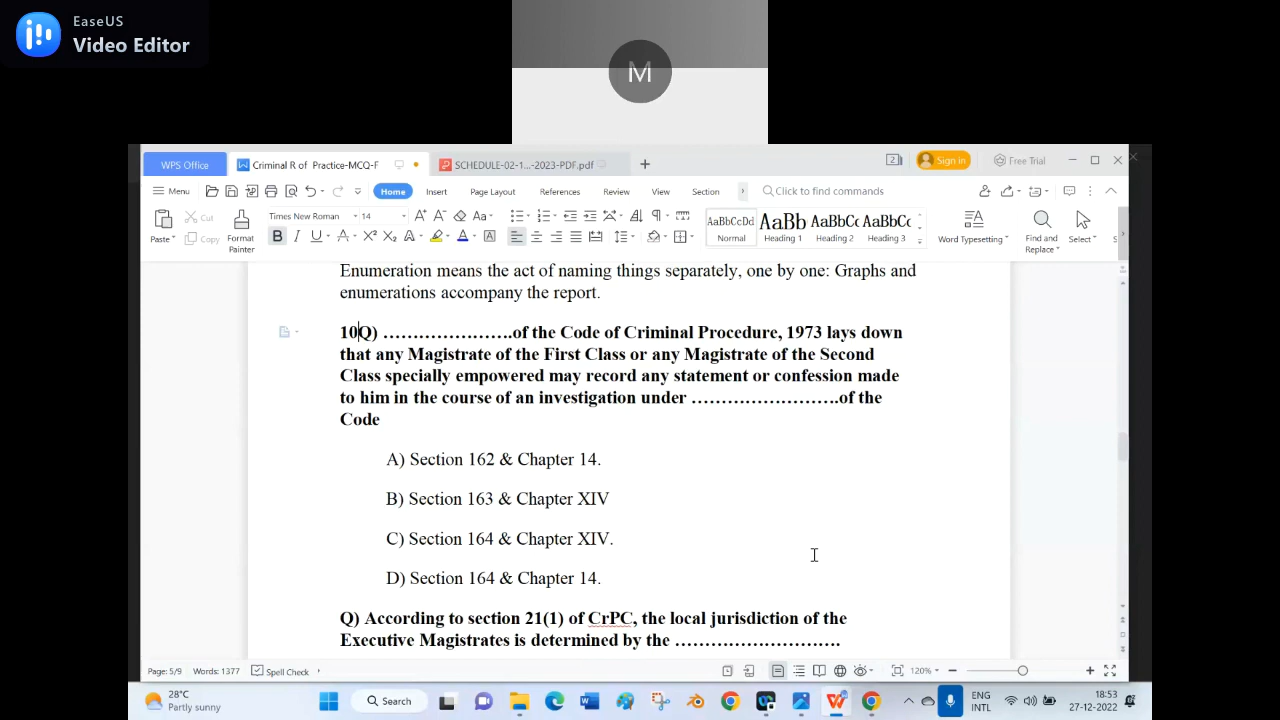 EaseUS
Video Editor
M
WPS Office
Criminal R of Practice-MCQ-F
SCHEDULE-02-1...-2023-PDF.pdf
Sign in
Free Trial
Menu
Home
Insert
Page Layout
References
Review
View
Section
Click to find commands
Paste
Cut
Copy
Format
Painter
Times New Roman
14
AaBbCcDd
Normal
AaBb
Heading 1
AaBbCc
Heading 2
AaBbCc
Heading 3
Word Typesetting
Find and
Replace
Select
Enumeration means the act of naming things separately, one by one: Graphs and
enumerations accompany the report.
10Q) ………………….of the Code of Criminal Procedure, 1973 lays down
that any Magistrate of the First Class or any Magistrate of the Second
Class specially empowered may record any statement or confession made
to him in the course of an investigation under …………………….of the
Code
A) Section 162 & Chapter 14.
B) Section 163 & Chapter XIV
C) Section 164 & Chapter XIV.
D) Section 164 & Chapter 14.
Q) According to section 21(1) of CrPC, the local jurisdiction of the
Executive Magistrates is determined by the ……………………….
Page: 5/9
Words: 1377
Spell Check
120%
28°C
Partly sunny
Search
ENG
INTL
18:53
27-12-2022